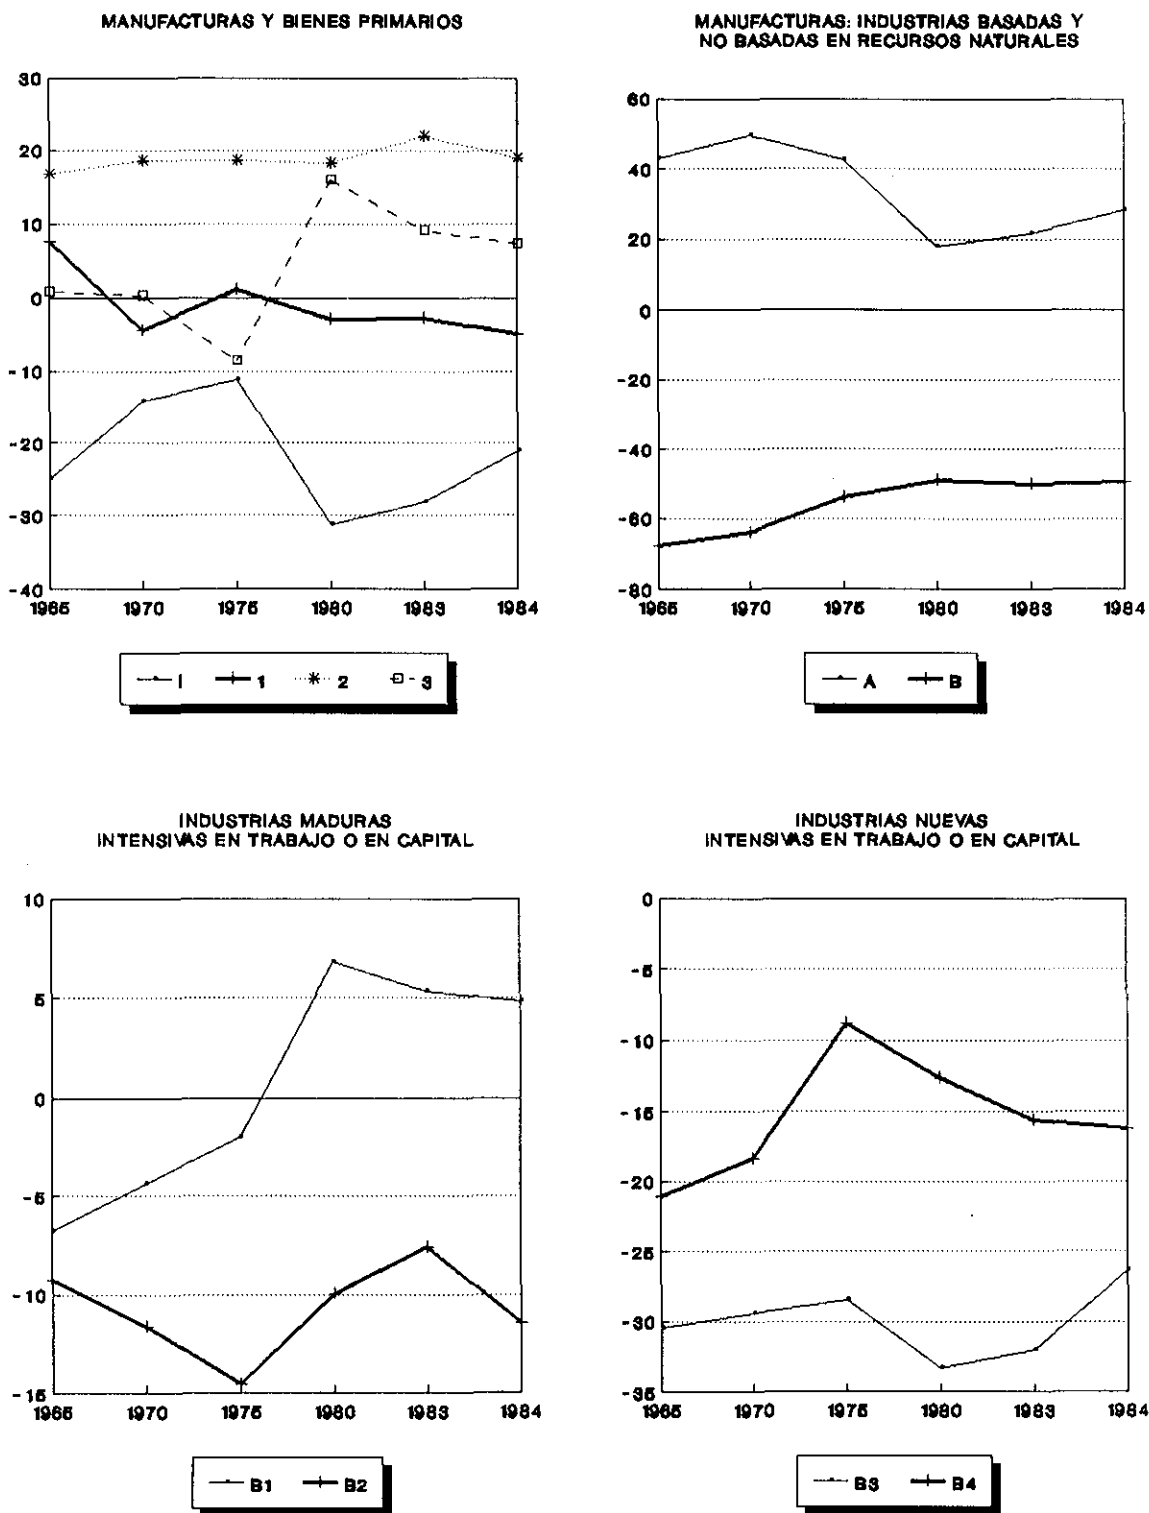 MANUFACTURAS Y BIENES PRIMARIOS
30
20
10
0
-10
-20
-30
-40
1965 1970 1975 1980 1983 1984
I 1 2 3
MANUFACTURAS: INDUSTRIAS BASADAS Y
NO BASADAS EN RECURSOS NATURALES
60
40
20
0
-20
-40
-60
-80
1965 1970 1975 1980 1983 1984
A B
INDUSTRIAS MADURAS
INTENSIVAS EN TRABAJO O EN CAPITAL
10
5
0
-5
-10
-15
1965 1970 1975 1980 1983 1984
B1 B2
INDUSTRIAS NUEVAS
INTENSIVAS EN TRABAJO O EN CAPITAL
0
-5
-10
-15
-20
-25
-30
-35
1965 1970 1975 1980 1983 1984
B3 B4